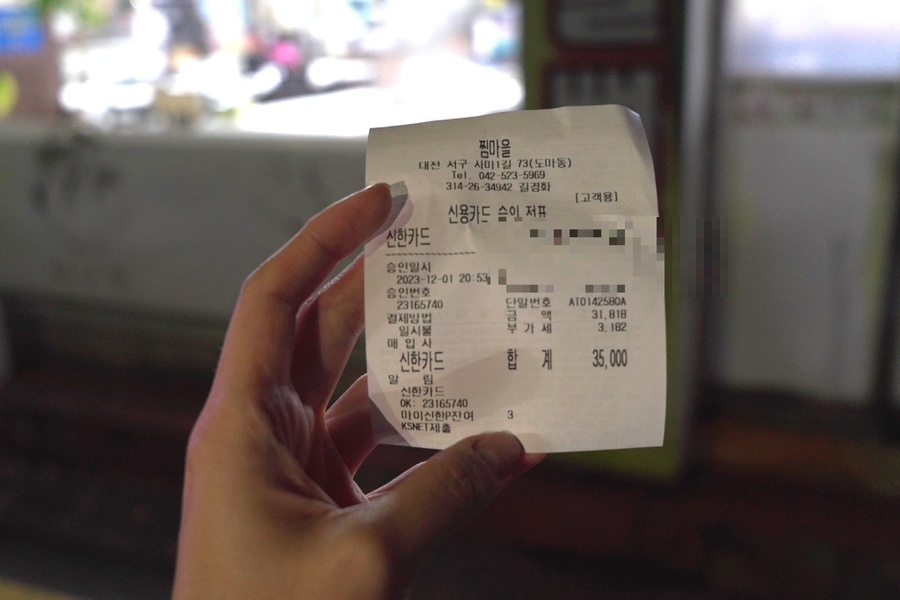 찜마을
대전 서구 사마1길 73(도마동)
Tel. 042-523-5969
314-26-34942 길경화
[고객용]
신용카드 승인 전표
신한카드
승인일시
2023-12-01 20:53
승인번호
23165740 단말번호 AT0142580A
결제방법 금 액 31,818
일시불 부 가 세 3,182
매 입 사
신한카드 합 계 35,000
알 림
신한카드
OK: 23165740
마이신한P잔여 3
KSNET제출